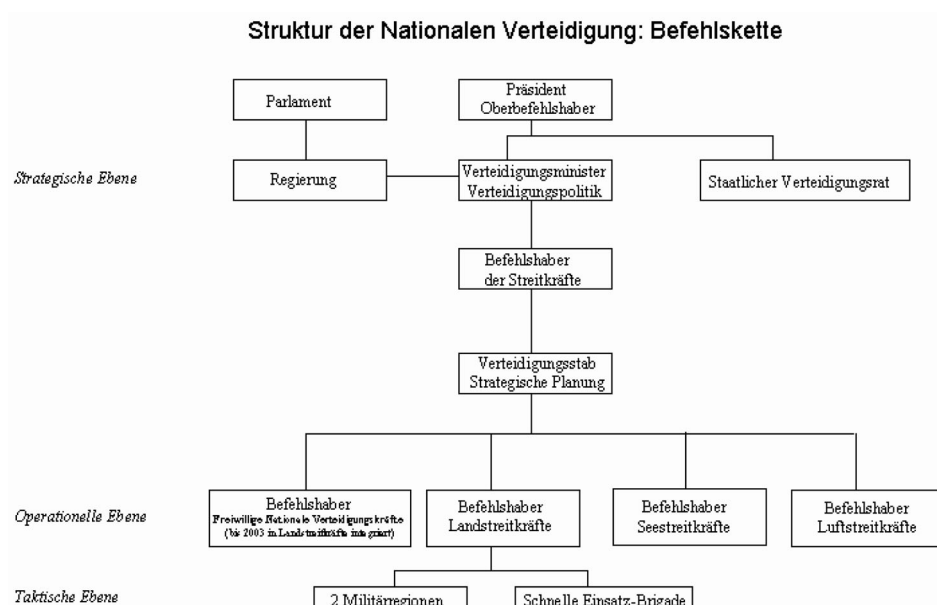 Struktur der Nationalen Verteidigung: Befehlskette
Parlament
Präsident
Oberbefehlshaber
Strategische Ebene
Regierung
Verteidigungsminister
Verteidigungspolitik
Staatlicher Verteidigungsrat
Befehlshaber
der Streitkräfte
Verteidigungsstab
Strategische Planung
Operationelle Ebene
Befehlshaber
Freiwillige Nationale Verteidigungskräfte
(bis 2003 in Landstreitkräfte integriert)
Befehlshaber
Landstreitkräfte
Befehlshaber
Seestreitkräfte
Befehlshaber
Luftstreitkräfte
Taktische Ebene
2 Militärregionen
Schnelle Einsatz-Brigade